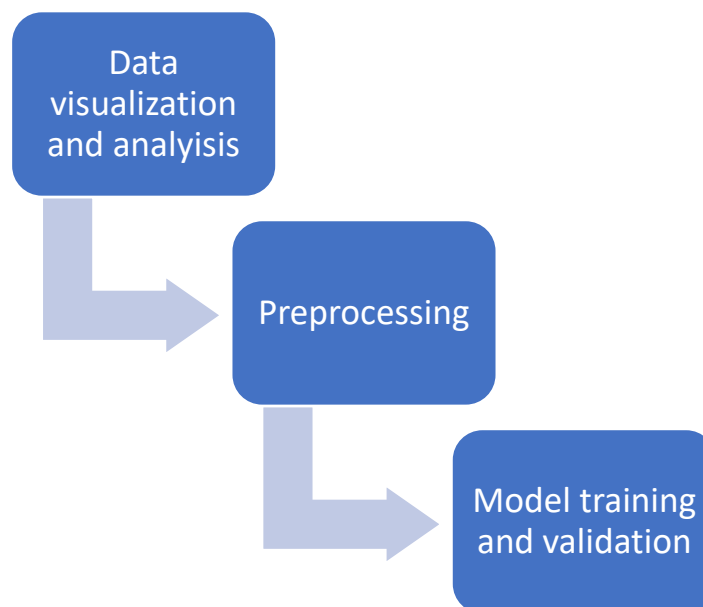 Data
visualization
and analyisis
Preprocessing
Model training
and validation